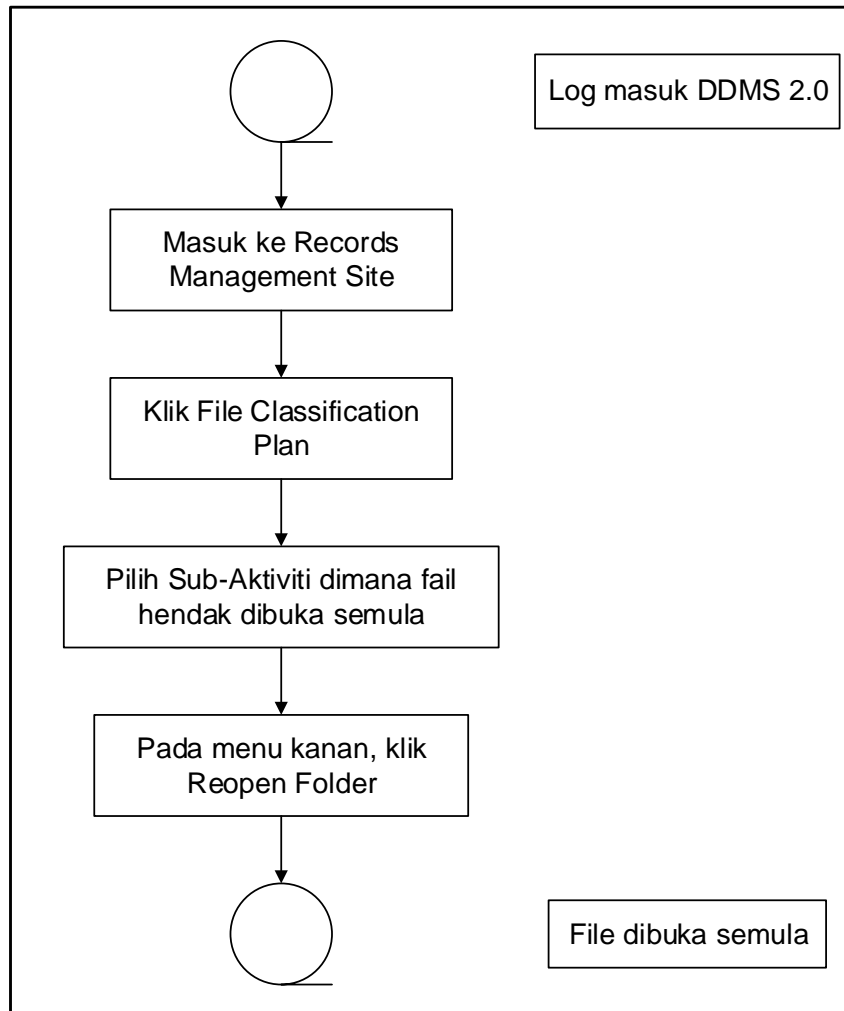 Log masuk DDMS 2.0
Masuk ke Records
Management Site
Klik File Classification
Plan
Pilih Sub-Aktiviti dimana fail
hendak dibuka semula
Pada menu kanan, klik
Reopen Folder
File dibuka semula